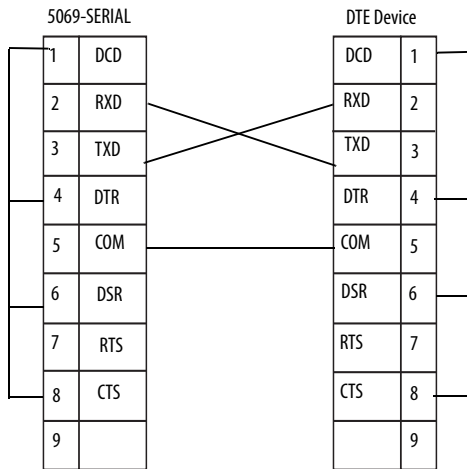 5069-SERIAL DTE Device
1 DCD DCD 1
2 RXD RXD 2
3 TXD TXD 3
4 DTR DTR 4
5 COM COM 5
6 DSR DSR 6
7 RTS RTS 7
8 CTS CTS 8
9 9